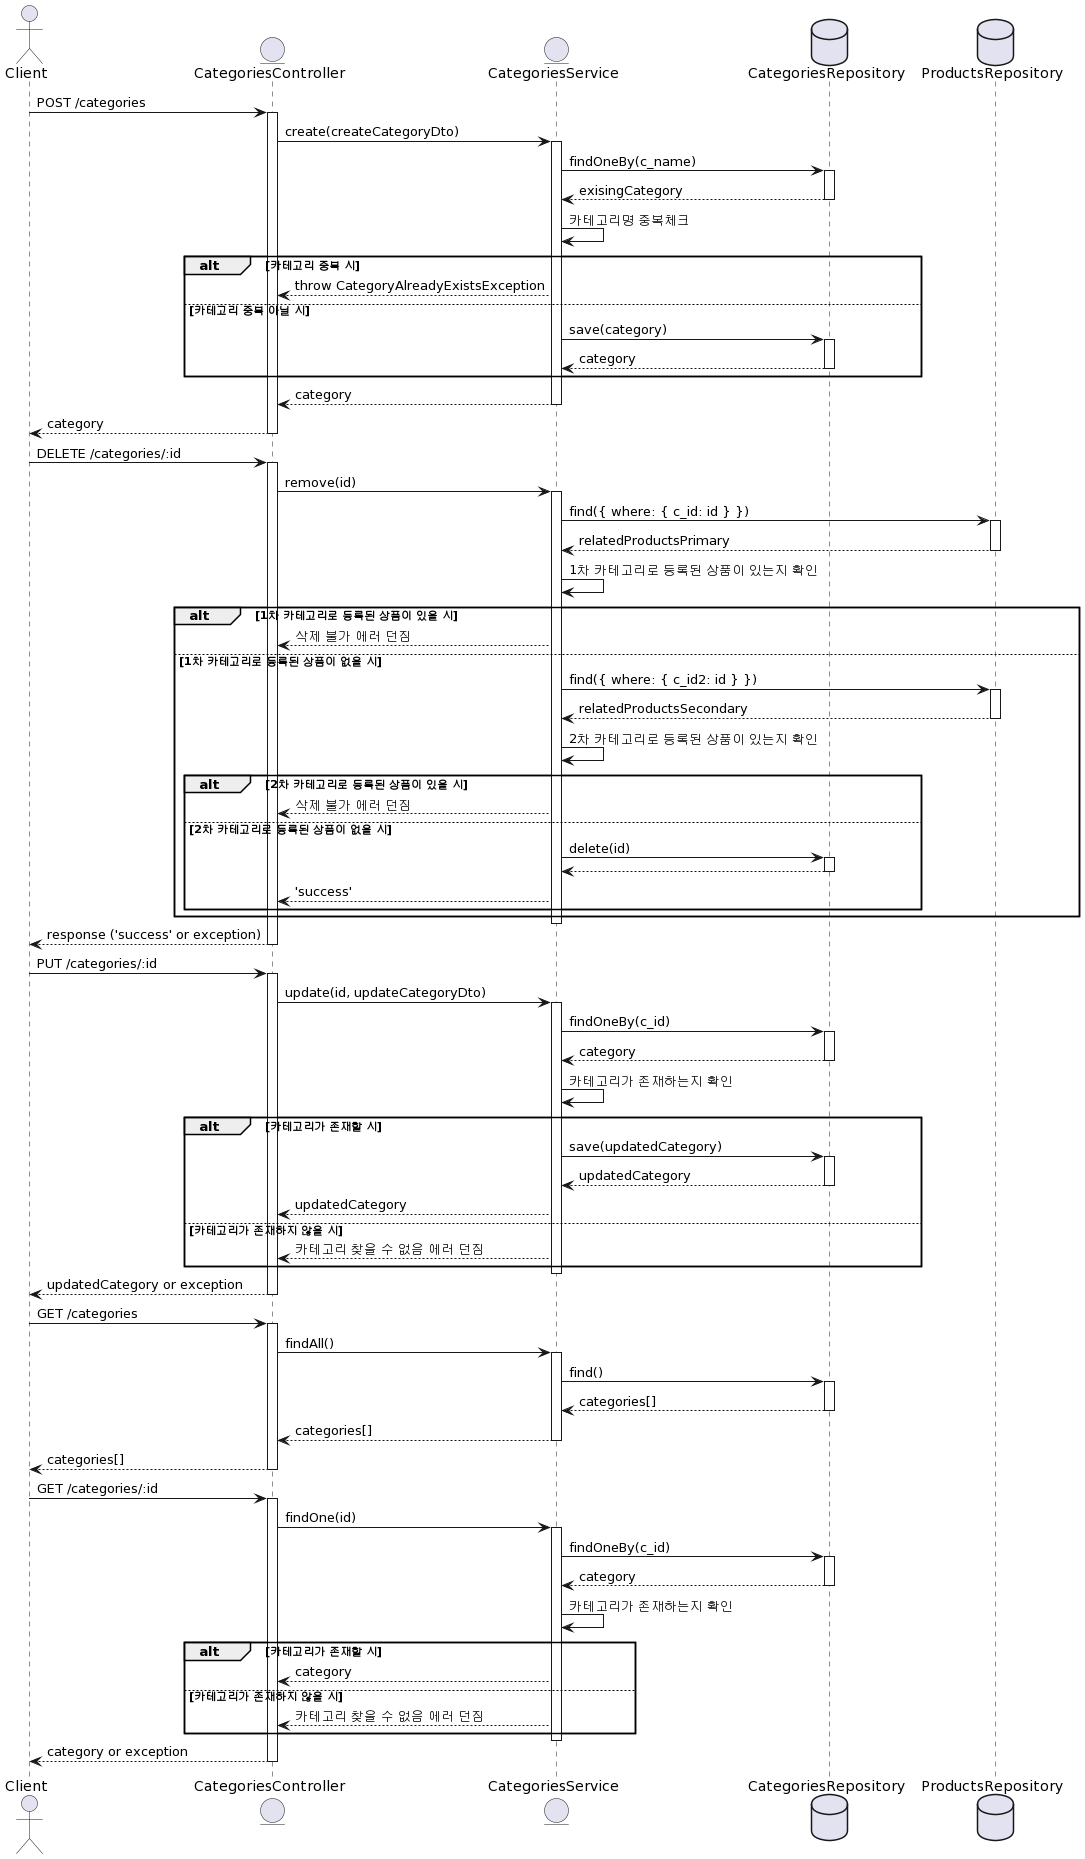 Client
CategoriesController
CategoriesService
CategoriesRepository
ProductsRepository
POST /categories
create(createCategoryDto)
findOneBy(c_name)
exisingCategory
카테고리명 중복체크
alt [카테고리 중복 시]
throw CategoryAlreadyExistsException
[카테고리 중복 아닐 시]
save(category)
category
category
category
DELETE /categories/:id
remove(id)
find({ where: { c_id: id } })
relatedProductsPrimary
1차 카테고리로 등록된 상품이 있는지 확인
alt [1차 카테고리로 등록된 상품이 있을 시]
삭제 불가 에러 던짐
[1차 카테고리로 등록된 상품이 없을 시]
find({ where: { c_id2: id } })
relatedProductsSecondary
2차 카테고리로 등록된 상품이 있는지 확인
alt [2차 카테고리로 등록된 상품이 있을 시]
삭제 불가 에러 던짐
[2차 카테고리로 등록된 상품이 없을 시]
delete(id)
'success'
response ('success' or exception)
PUT /categories/:id
update(id, updateCategoryDto)
findOneBy(c_id)
category
카테고리가 존재하는지 확인
alt [카테고리가 존재할 시]
save(updatedCategory)
updatedCategory
updatedCategory
[카테고리가 존재하지 않을 시]
카테고리 찾을 수 없음 에러 던짐
updatedCategory or exception
GET /categories
findAll()
find()
categories[]
categories[]
categories[]
GET /categories/:id
findOne(id)
findOneBy(c_id)
category
카테고리가 존재하는지 확인
alt [카테고리가 존재할 시]
category
[카테고리가 존재하지 않을 시]
카테고리 찾을 수 없음 에러 던짐
category or exception
Client
CategoriesController
CategoriesService
CategoriesRepository
ProductsRepository